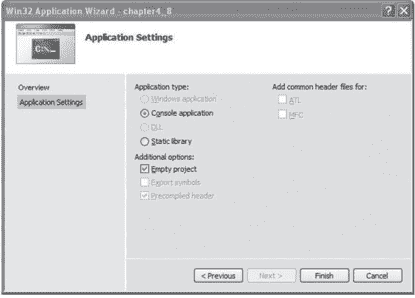 Win32 Application Wizard - chapter4_8
C:\_
Application Settings
Overview
Application Settings
Application type:
Windows application
Console application
DLL
Static library
Additional options:
Empty project
Export symbols
Precompiled header
Add common header files for:
ATL
MFC
< Previous
Next >
Finish
Cancel